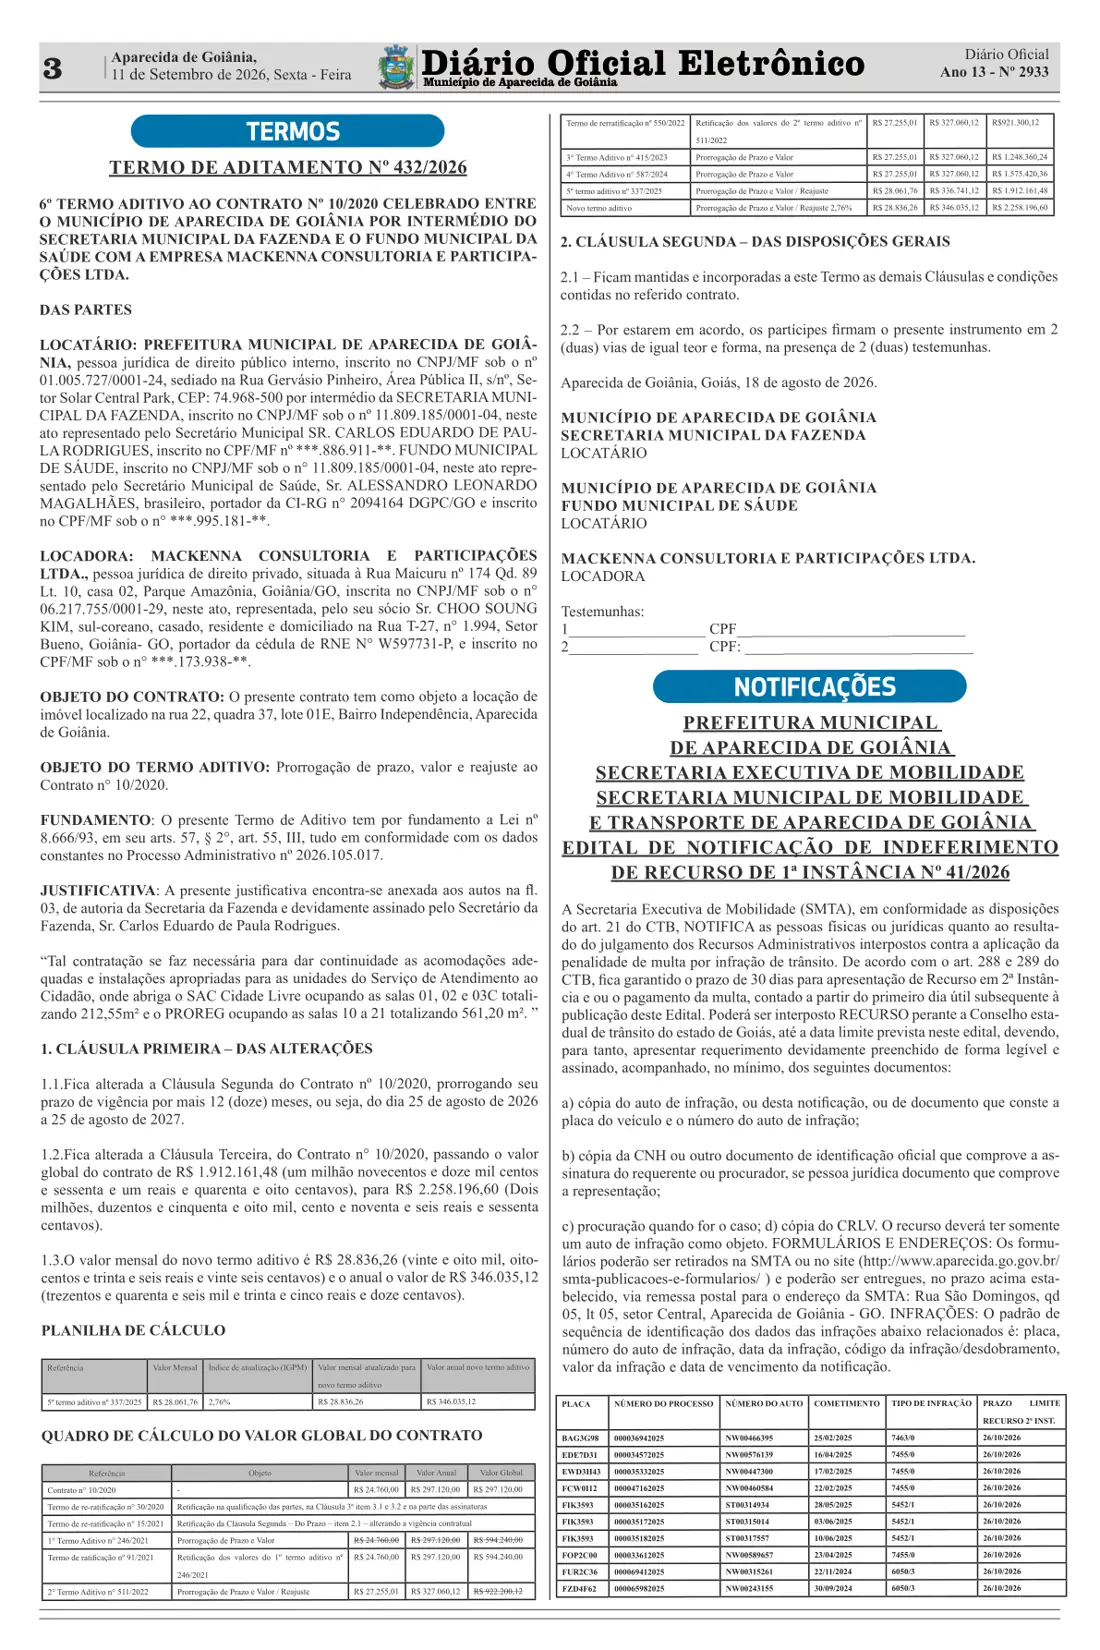 3
Aparecida de Goiânia,
11 de Setembro de 2026, Sexta - Feira
Diário Oficial Eletrônico
Município de Aparecida de Goiânia
Diário Oficial
Ano 13 - Nº 2933
TERMOS
TERMO DE ADITAMENTO Nº 432/2026
6º TERMO ADITIVO AO CONTRATO Nº 10/2020 CELEBRADO ENTRE
O MUNICÍPIO DE APARECIDA DE GOIÂNIA POR INTERMÉDIO DO
SECRETARIA MUNICIPAL DA FAZENDA E O FUNDO MUNICIPAL DA
SAÚDE COM A EMPRESA MACKENNA CONSULTORIA E PARTICIPA-
ÇÕES LTDA.
DAS PARTES
LOCATÁRIO: PREFEITURA MUNICIPAL DE APARECIDA DE GOIÂ-
NIA, pessoa jurídica de direito público interno, inscrito no CNPJ/MF sob o nº
01.005.727/0001-24, sediado na Rua Gervásio Pinheiro, Área Pública II, s/nº, Se-
tor Solar Central Park, CEP: 74.968-500 por intermédio da SECRETARIA MUNI-
CIPAL DA FAZENDA, inscrito no CNPJ/MF sob o nº 11.809.185/0001-04, neste
ato representado pelo Secretário Municipal SR. CARLOS EDUARDO DE PAU-
LA RODRIGUES, inscrito no CPF/MF nº ***.886.911-**. FUNDO MUNICIPAL
DE SÁUDE, inscrito no CNPJ/MF sob o n° 11.809.185/0001-04, neste ato repre-
sentado pelo Secretário Municipal de Saúde, Sr. ALESSANDRO LEONARDO
MAGALHÃES, brasileiro, portador da CI-RG n° 2094164 DGPC/GO e inscrito
no CPF/MF sob o n° ***.995.181-**.
LOCADORA: MACKENNA CONSULTORIA E PARTICIPAÇÕES
LTDA., pessoa jurídica de direito privado, situada à Rua Maicuru nº 174 Qd. 89
Lt. 10, casa 02, Parque Amazônia, Goiânia/GO, inscrita no CNPJ/MF sob o n°
06.217.755/0001-29, neste ato, representada, pelo seu sócio Sr. CHOO SOUNG
KIM, sul-coreano, casado, residente e domiciliado na Rua T-27, n° 1.994, Setor
Bueno, Goiânia- GO, portador da cédula de RNE N° W597731-P, e inscrito no
CPF/MF sob o n° ***.173.938-**.
OBJETO DO CONTRATO: O presente contrato tem como objeto a locação de
imóvel localizado na rua 22, quadra 37, lote 01E, Bairro Independência, Aparecida
de Goiânia.
OBJETO DO TERMO ADITIVO: Prorrogação de prazo, valor e reajuste ao
Contrato n° 10/2020.
FUNDAMENTO: O presente Termo de Aditivo tem por fundamento a Lei nº
8.666/93, em seu arts. 57, § 2°, art. 55, III, tudo em conformidade com os dados
constantes no Processo Administrativo nº 2026.105.017.
JUSTIFICATIVA: A presente justificativa encontra-se anexada aos autos na fl.
03, de autoria da Secretaria da Fazenda e devidamente assinado pelo Secretário da
Fazenda, Sr. Carlos Eduardo de Paula Rodrigues.
“Tal contratação se faz necessária para dar continuidade as acomodações ade-
quadas e instalações apropriadas para as unidades do Serviço de Atendimento ao
Cidadão, onde abriga o SAC Cidade Livre ocupando as salas 01, 02 e 03C totali-
zando 212,55m² e o PROREG ocupando as salas 10 a 21 totalizando 561,20 m². ”
1. CLÁUSULA PRIMEIRA – DAS ALTERAÇÕES
1.1.Fica alterada a Cláusula Segunda do Contrato nº 10/2020, prorrogando seu
prazo de vigência por mais 12 (doze) meses, ou seja, do dia 25 de agosto de 2026
a 25 de agosto de 2027.
1.2.Fica alterada a Cláusula Terceira, do Contrato n° 10/2020, passando o valor
global do contrato de R$ 1.912.161,48 (um milhão novecentos e doze mil centos
e sessenta e um reais e quarenta e oito centavos), para R$ 2.258.196,60 (Dois
milhões, duzentos e cinquenta e oito mil, cento e noventa e seis reais e sessenta
centavos).
1.3.O valor mensal do novo termo aditivo é R$ 28.836,26 (vinte e oito mil, oito-
centos e trinta e seis reais e vinte seis centavos) e o anual o valor de R$ 346.035,12
(trezentos e quarenta e seis mil e trinta e cinco reais e doze centavos).
PLANILHA DE CÁLCULO
Referência Valor Mensal Índice de atualização (IGPM) Valor mensal atualizado para Valor anual novo termo aditivo
novo termo aditivo
5º termo aditivo nº 337/2025 R$ 28.061,76 2,76% R$ 28.836,26 R$ 346.035,12
QUADRO DE CÁLCULO DO VALOR GLOBAL DO CONTRATO
Referência Objeto Valor mensal Valor Anual Valor Global
Contrato n° 10/2020 - R$ 24.760,00 R$ 297.120,00 R$ 297.120,00
Termo de re-ratificação n° 30/2020 Retificação na qualificação das partes, na Cláusula 3ª item 3.1 e 3.2 e na parte das assinaturas
Termo de re-ratificação n° 15/2021 Retificação da Cláusula Segunda – Do Prazo – item 2.1 – alterando a vigência contratual
1° Termo Aditivo n° 246/2021 Prorrogação de Prazo e Valor R$ 24.760,00 R$ 297.120,00 R$ 594.240,00
Termo de ratificação nº 91/2021 Retificação dos valores do 1º termo aditivo nº R$ 24.760,00 R$ 297.120,00 R$ 594.240,00
246/2021
2° Termo Aditivo n° 511/2022 Prorrogação de Prazo e Valor / Reajuste R$ 27.255,01 R$ 327.060,12 R$ 922.200,12
Termo de rerratificação nº 550/2022 Retificação dos valores do 2º termo aditivo nº R$ 27.255,01 R$ 327.060,12 R$921.300,12
511/2022
3° Termo Aditivo n° 415/2023 Prorrogação de Prazo e Valor R$ 27.255,01 R$ 327.060,12 R$ 1.248.360,24
4° Termo Aditivo n° 587/2024 Prorrogação de Prazo e Valor R$ 27.255,01 R$ 327.060,12 R$ 1.575.420,36
5º termo aditivo nº 337/2025 Prorrogação de Prazo e Valor / Reajuste R$ 28.061,76 R$ 336.741,12 R$ 1.912.161,48
Novo termo aditivo Prorrogação de Prazo e Valor / Reajuste 2,76% R$ 28.836,26 R$ 346.035,12 R$ 2.258.196,60
2. CLÁUSULA SEGUNDA – DAS DISPOSIÇÕES GERAIS
2.1 – Ficam mantidas e incorporadas a este Termo as demais Cláusulas e condições
contidas no referido contrato.
2.2 – Por estarem em acordo, os partícipes firmam o presente instrumento em 2
(duas) vias de igual teor e forma, na presença de 2 (duas) testemunhas.
Aparecida de Goiânia, Goiás, 18 de agosto de 2026.
MUNICÍPIO DE APARECIDA DE GOIÂNIA
SECRETARIA MUNICIPAL DA FAZENDA
LOCATÁRIO
MUNICÍPIO DE APARECIDA DE GOIÂNIA
FUNDO MUNICIPAL DE SÁUDE
LOCATÁRIO
MACKENNA CONSULTORIA E PARTICIPAÇÕES LTDA.
LOCADORA
Testemunhas:
1__________________ CPF______________________________
2_________________ CPF: ______________________________
NOTIFICAÇÕES
PREFEITURA MUNICIPAL
DE APARECIDA DE GOIÂNIA
SECRETARIA EXECUTIVA DE MOBILIDADE
SECRETARIA MUNICIPAL DE MOBILIDADE
E TRANSPORTE DE APARECIDA DE GOIÂNIA
EDITAL DE NOTIFICAÇÃO DE INDEFERIMENTO
DE RECURSO DE 1ª INSTÂNCIA Nº 41/2026
A Secretaria Executiva de Mobilidade (SMTA), em conformidade as disposições
do art. 21 do CTB, NOTIFICA as pessoas físicas ou jurídicas quanto ao resulta-
do do julgamento dos Recursos Administrativos interpostos contra a aplicação da
penalidade de multa por infração de trânsito. De acordo com o art. 288 e 289 do
CTB, fica garantido o prazo de 30 dias para apresentação de Recurso em 2ª Instân-
cia e ou o pagamento da multa, contado a partir do primeiro dia útil subsequente à
publicação deste Edital. Poderá ser interposto RECURSO perante a Conselho esta-
dual de trânsito do estado de Goiás, até a data limite prevista neste edital, devendo,
para tanto, apresentar requerimento devidamente preenchido de forma legível e
assinado, acompanhado, no mínimo, dos seguintes documentos:
a) cópia do auto de infração, ou desta notificação, ou de documento que conste a
placa do veículo e o número do auto de infração;
b) cópia da CNH ou outro documento de identificação oficial que comprove a as-
sinatura do requerente ou procurador, se pessoa jurídica documento que comprove
a representação;
c) procuração quando for o caso; d) cópia do CRLV. O recurso deverá ter somente
um auto de infração como objeto. FORMULÁRIOS E ENDEREÇOS: Os formu-
lários poderão ser retirados na SMTA ou no site (http://www.aparecida.go.gov.br/
smta-publicacoes-e-formularios/ ) e poderão ser entregues, no prazo acima esta-
belecido, via remessa postal para o endereço da SMTA: Rua São Domingos, qd
05, lt 05, setor Central, Aparecida de Goiânia - GO. INFRAÇÕES: O padrão de
sequência de identificação dos dados das infrações abaixo relacionados é: placa,
número do auto de infração, data da infração, código da infração/desdobramento,
valor da infração e data de vencimento da notificação.
PLACA NÚMERO DO PROCESSO NÚMERO DO AUTO COMETIMENTO TIPO DE INFRAÇÃO PRAZO LIMITE
RECURSO 2ª INST.
BAG3G98 000036942025 NW00466395 25/02/2025 7463/0 26/10/2026
EDE7D31 000034572025 NW00576139 16/04/2025 7455/0 26/10/2026
EWD3H43 000035332025 NW00447300 17/02/2025 7455/0 26/10/2026
FCW0I12 000047162025 NW00460584 22/02/2025 7455/0 26/10/2026
FIK3593 000035162025 ST00314934 28/05/2025 5452/1 26/10/2026
FIK3593 000035172025 ST00315014 03/06/2025 5452/1 26/10/2026
FIK3593 000035182025 ST00317557 10/06/2025 5452/1 26/10/2026
FOP2C00 000033612025 NW00589657 23/04/2025 7455/0 26/10/2026
FUR2C36 000069412025 NW00315261 22/11/2024 6050/3 26/10/2026
FZD4F62 000065982025 NW00243155 30/09/2024 6050/3 26/10/2026